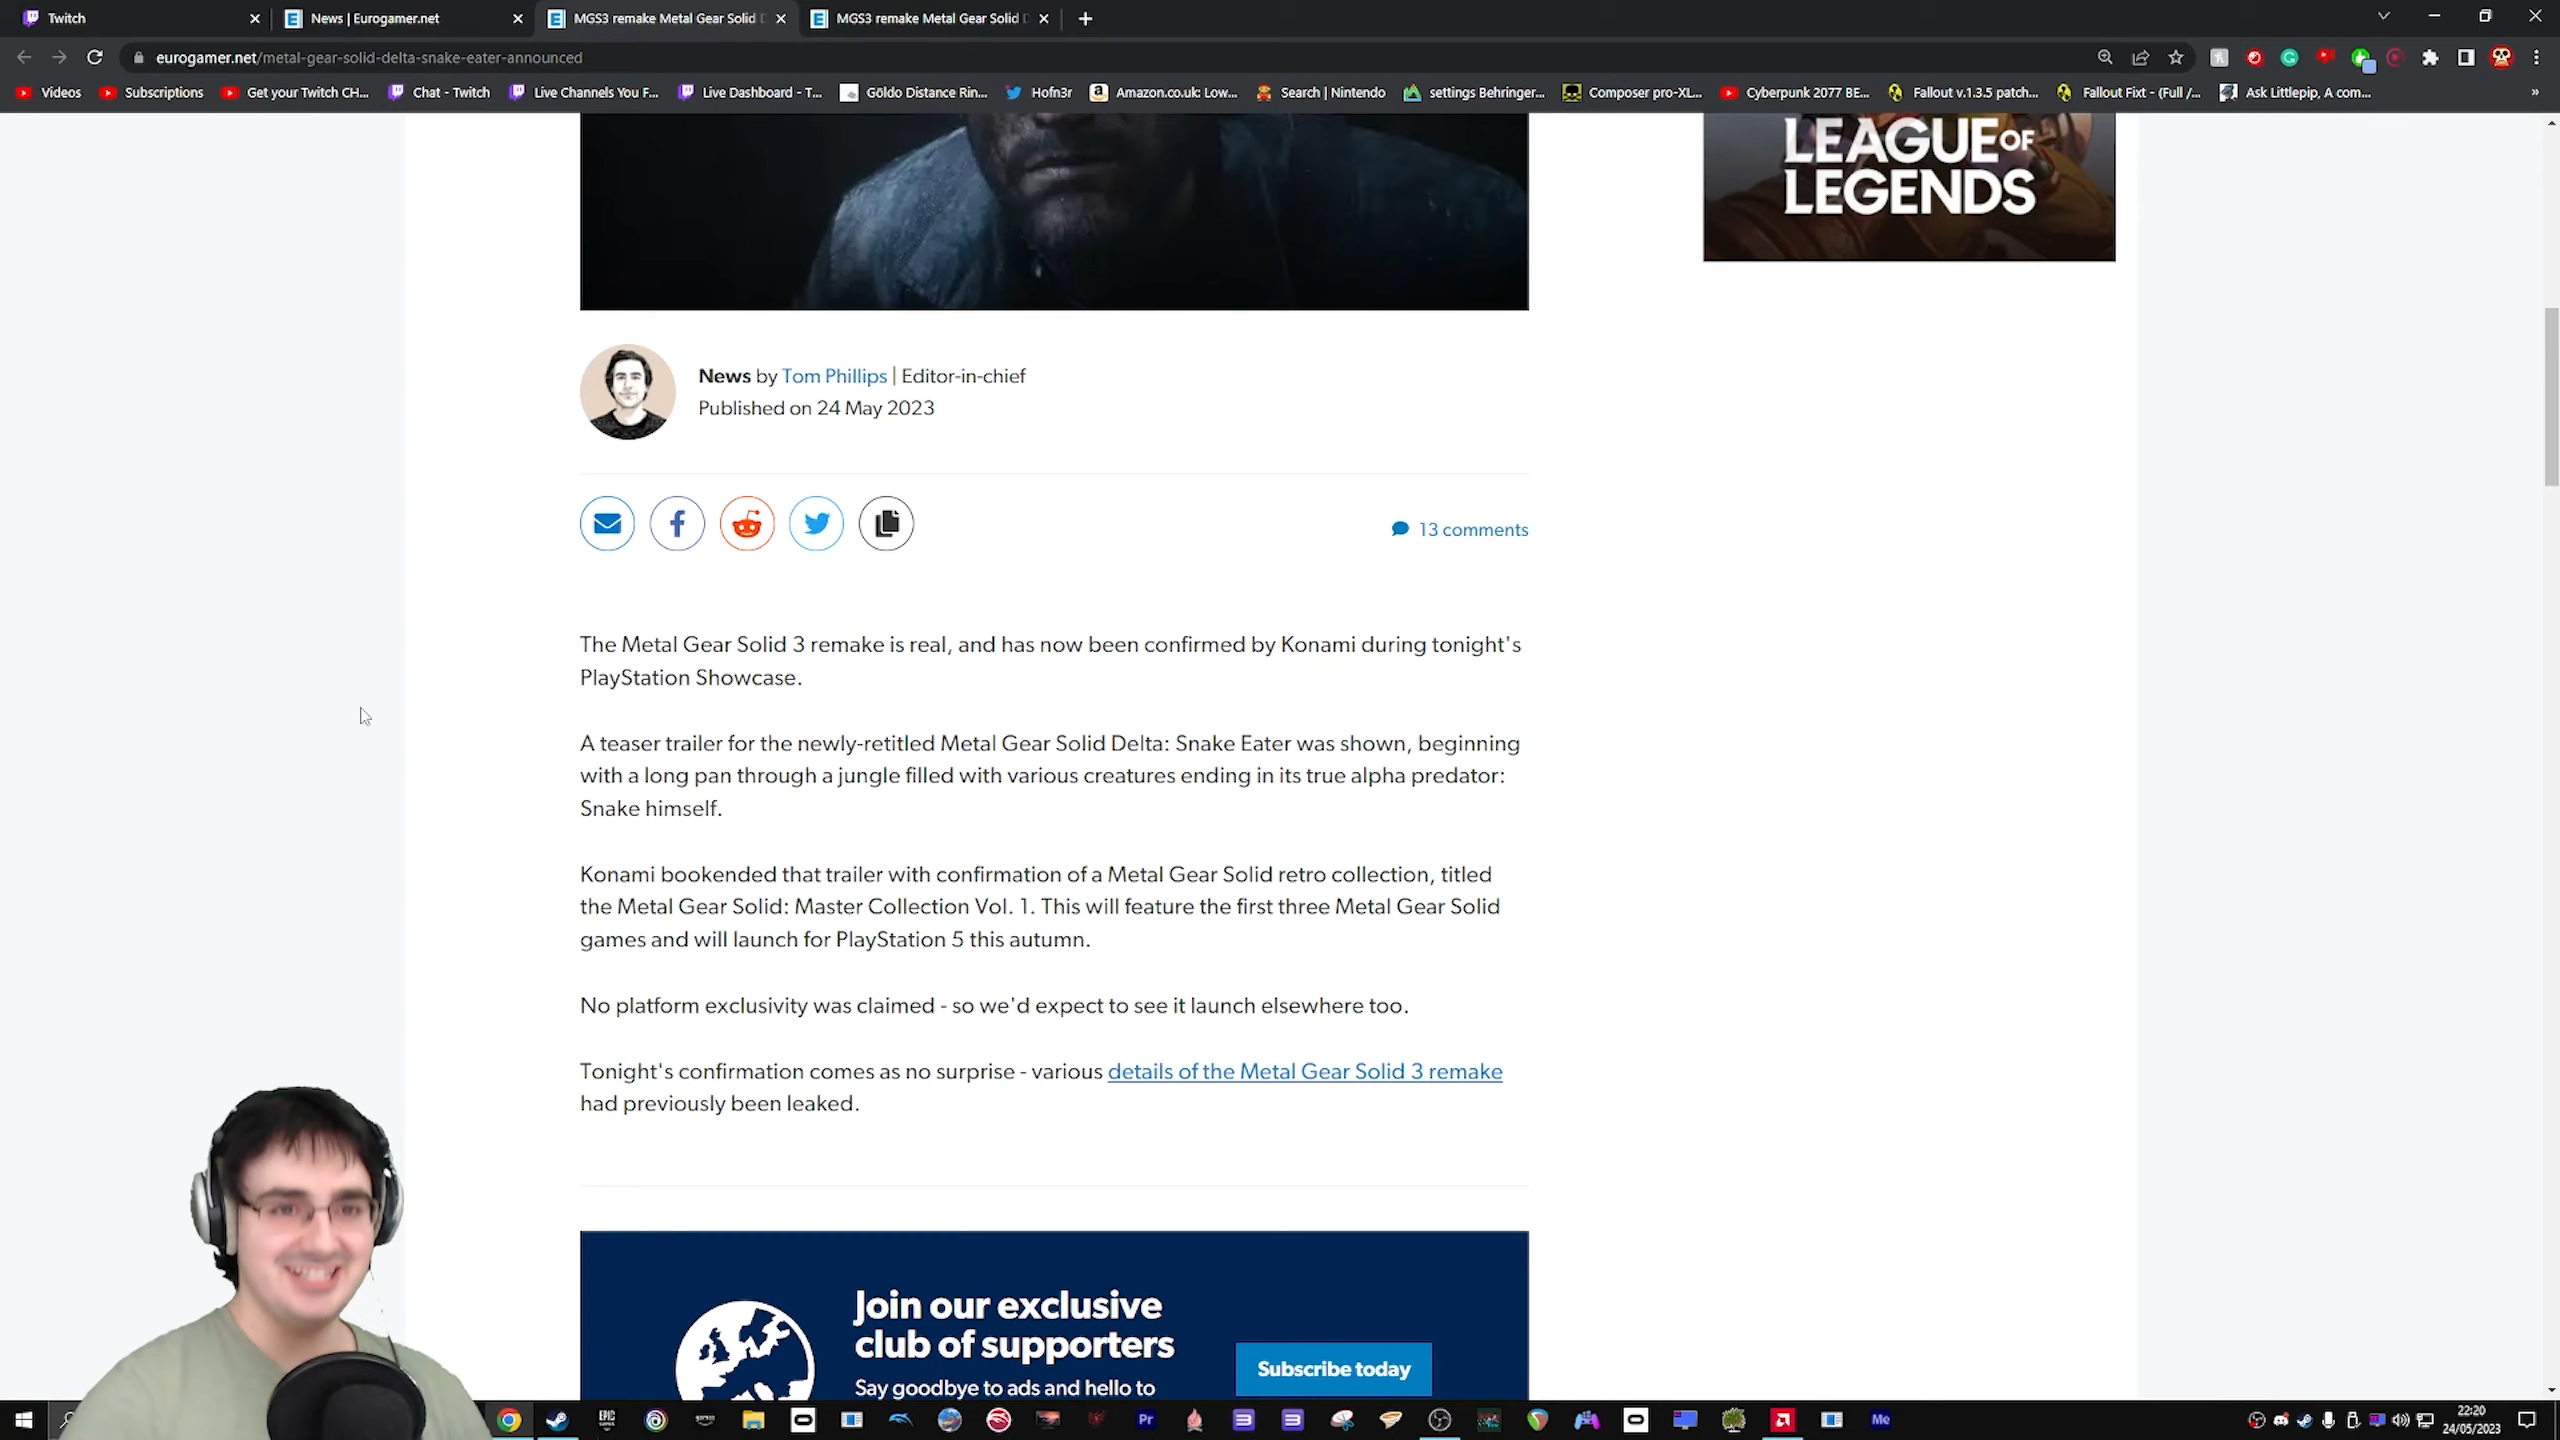 Twitch
News | Eurogamer.net
MGS3 remake Metal Gear Solid D
MGS3 remake Metal Gear Solid D
eurogamer.net/metal-gear-solid-delta-snake-eater-announced
Videos
Subscriptions
Get your Twitch CH...
Chat - Twitch
Live Channels You F...
Live Dashboard - T...
Göldo Distance Rin...
Hofn3r
Amazon.co.uk: Low...
Search | Nintendo
settings Behringer...
Composer pro-XL...
Cyberpunk 2077 BE...
Fallout v.1.3.5 patch...
Fallout Fixt - (Full /...
Ask Littlepip, A com...
»
LEAGUE OF
LEGENDS
News by Tom Phillips | Editor-in-chief
Published on 24 May 2023
13 comments
The Metal Gear Solid 3 remake is real, and has now been confirmed by Konami during tonight's
PlayStation Showcase.
A teaser trailer for the newly-retitled Metal Gear Solid Delta: Snake Eater was shown, beginning
with a long pan through a jungle filled with various creatures ending in its true alpha predator:
Snake himself.
Konami bookended that trailer with confirmation of a Metal Gear Solid retro collection, titled
the Metal Gear Solid: Master Collection Vol. 1. This will feature the first three Metal Gear Solid
games and will launch for PlayStation 5 this autumn.
No platform exclusivity was claimed - so we'd expect to see it launch elsewhere too.
Tonight's confirmation comes as no surprise - various details of the Metal Gear Solid 3 remake
had previously been leaked.
Join our exclusive
club of supporters
Say goodbye to ads and hello to
Subscribe today
EPIC
Pr
Me
22:20
24/05/2023